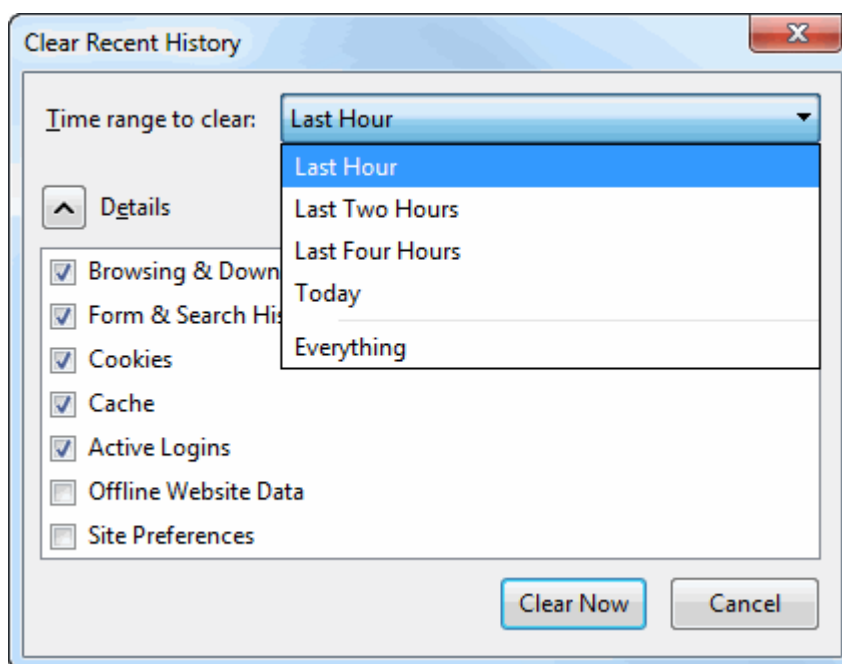 Clear Recent History
Time range to clear: Last Hour
Last Hour
Last Two Hours
Last Four Hours
Today
Everything
Details
Browsing & Down
Form & Search His
Cookies
Cache
Active Logins
Offline Website Data
Site Preferences
Clear Now Cancel